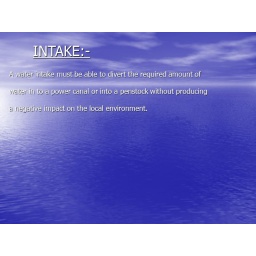 INTAKE:-
A water intake must be able to divert the required amount of
water in to a power canal or into a penstock without producing
a negative impact on the local environment.